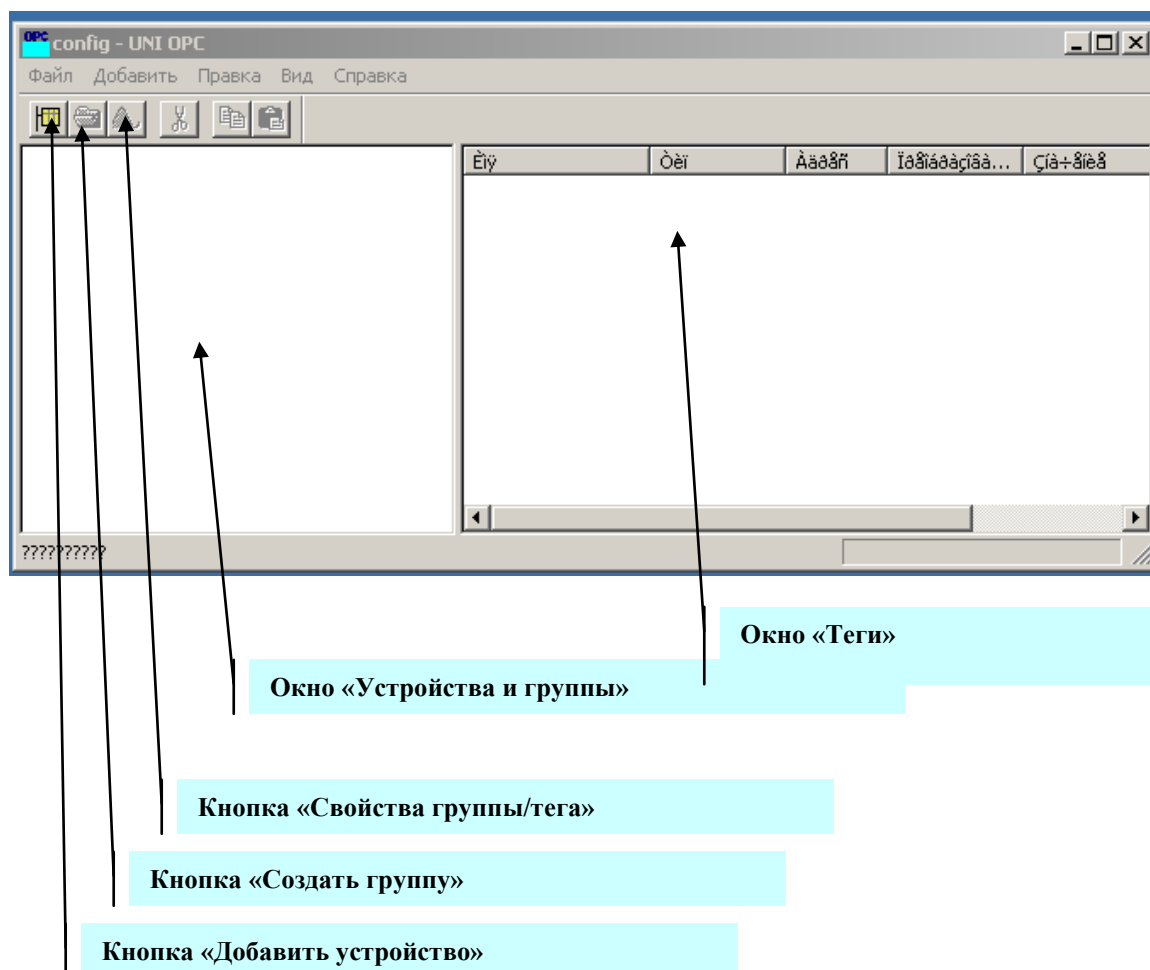 OPC config - UNI OPC
Файл Добавить Правка Вид Справка
Èìÿ Òèï Àäðåñ Ïðåîáðàçîâà... Çíà÷åíèå
??????????
Окно «Теги»
Окно «Устройства и группы»
Кнопка «Свойства группы/тега»
Кнопка «Создать группу»
Кнопка «Добавить устройство»